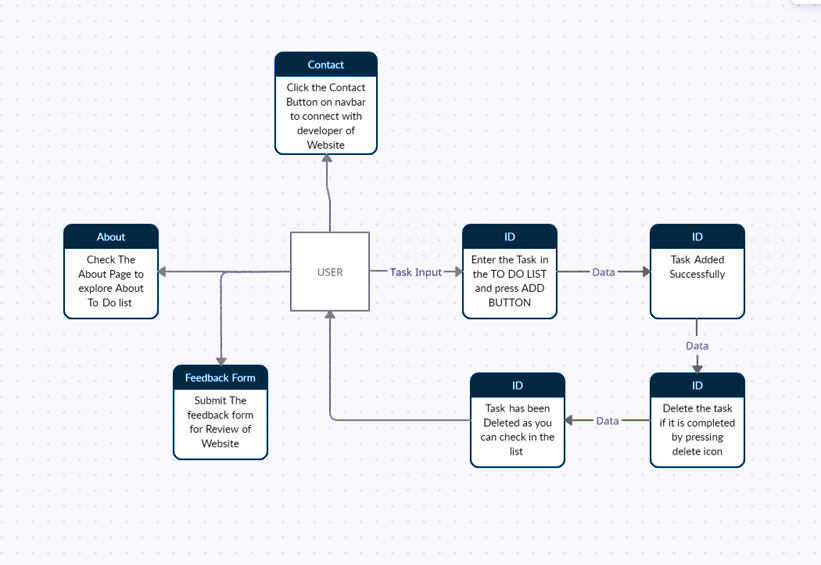 Contact
Click the Contact
Button on navbar
to connect with
developer of
Website
About
Check The
About Page to
explore About
To Do list
USER
Task Input
ID
Enter the Task in
the TO DO LIST
and press ADD
BUTTON
Data
ID
Task Added
Successfully
Data
Feedback Form
Submit The
feedback form
for Review of
Website
ID
Task has been
Deleted as you
can check in the
list
Data
ID
Delete the task
if it is completed
by pressing
delete icon